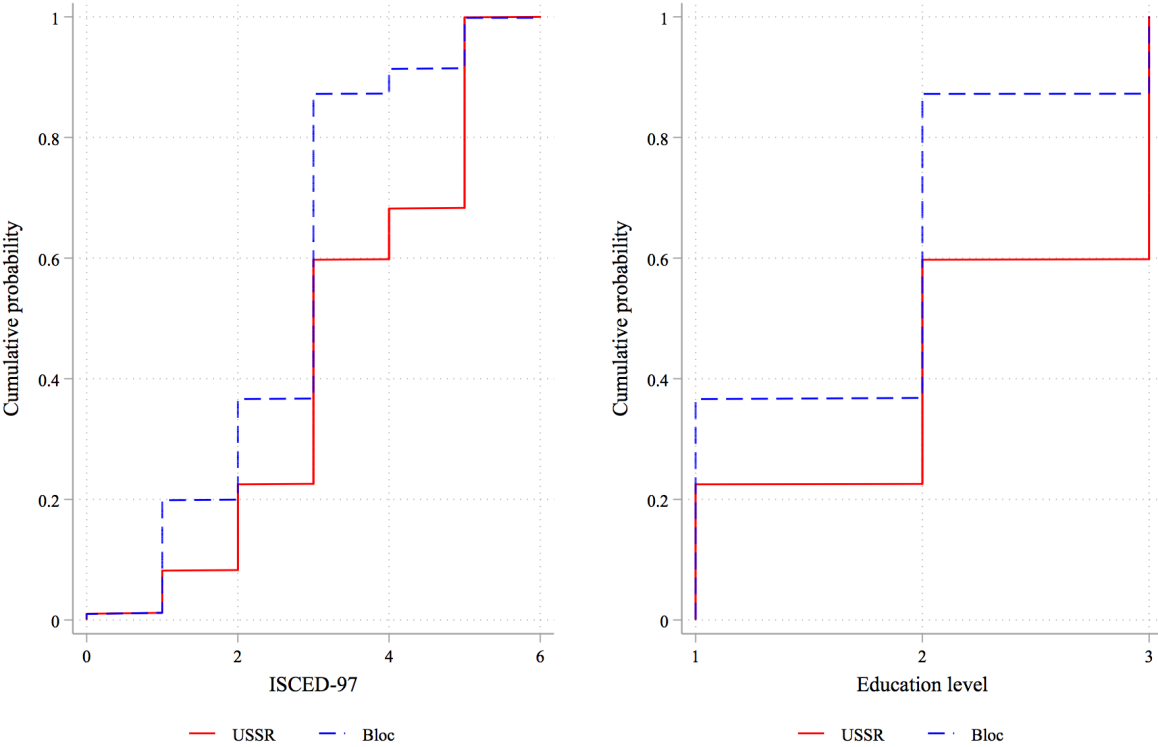 1
0.8
0.6
0.4
0.2
0
Cumulative probability
0 2 4 6
ISCED-97
USSR Bloc
1
0.8
0.6
0.4
0.2
0
Cumulative probability
1 2 3
Education level
USSR Bloc